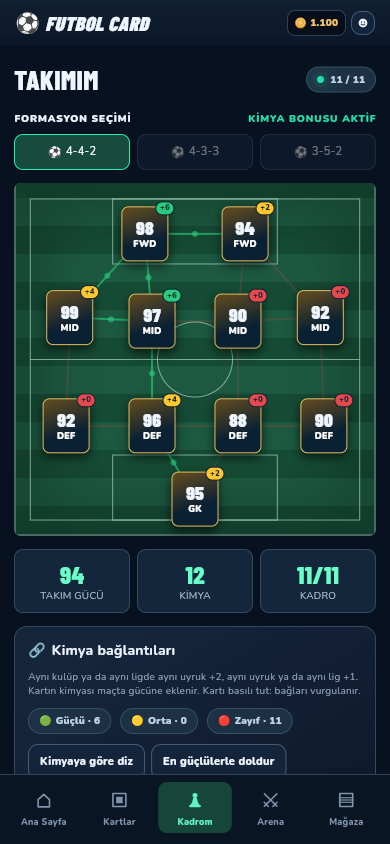 FUTBOL CARD
1.100
TAKIMIM
11 / 11
FORMASYON SEÇİMİ
KİMYA BONUSU AKTİF
4-4-2
4-3-3
3-5-2
+6
98
FWD
+2
94
FWD
+4
99
MID
+6
97
MID
+0
90
MID
+0
92
MID
+0
92
DEF
+4
96
DEF
+0
88
DEF
+0
90
DEF
+2
95
GK
94
TAKIM GÜCÜ
12
KİMYA
11/11
KADRO
Kimya bağlantıları
Aynı kulüp ya da aynı ligde aynı uyruk +2, aynı uyruk ya da aynı lig +1.
Kartın kimyası maçta gücüne eklenir. Kartı basılı tut: bağları vurgulanır.
Güçlü · 6
Orta · 0
Zayıf · 11
Kimyaya göre diz
En güçlülerle doldur
Ana Sayfa
Kartlar
Kadrom
Arena
Mağaza